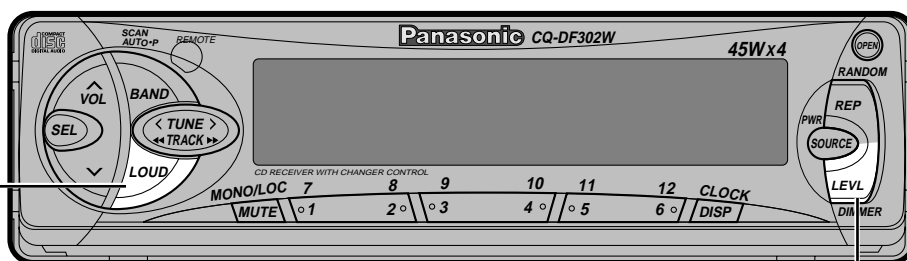 COMPACT
disc
DIGITAL AUDIO
SCAN
AUTO•P
REMOTE
Panasonic CQ-DF302W
45Wx4
OPEN
RANDOM
VOL
BAND
REP
SEL
< TUNE >
◀◀ TRACK ▶▶
PWR
SOURCE
LOUD
LEVL
CD RECEIVER WITH CHANGER CONTROL
MONO/LOC 7 8 9 10 11 12 CLOCK
MUTE 1 2 3 4 5 6 DISP
DIMMER